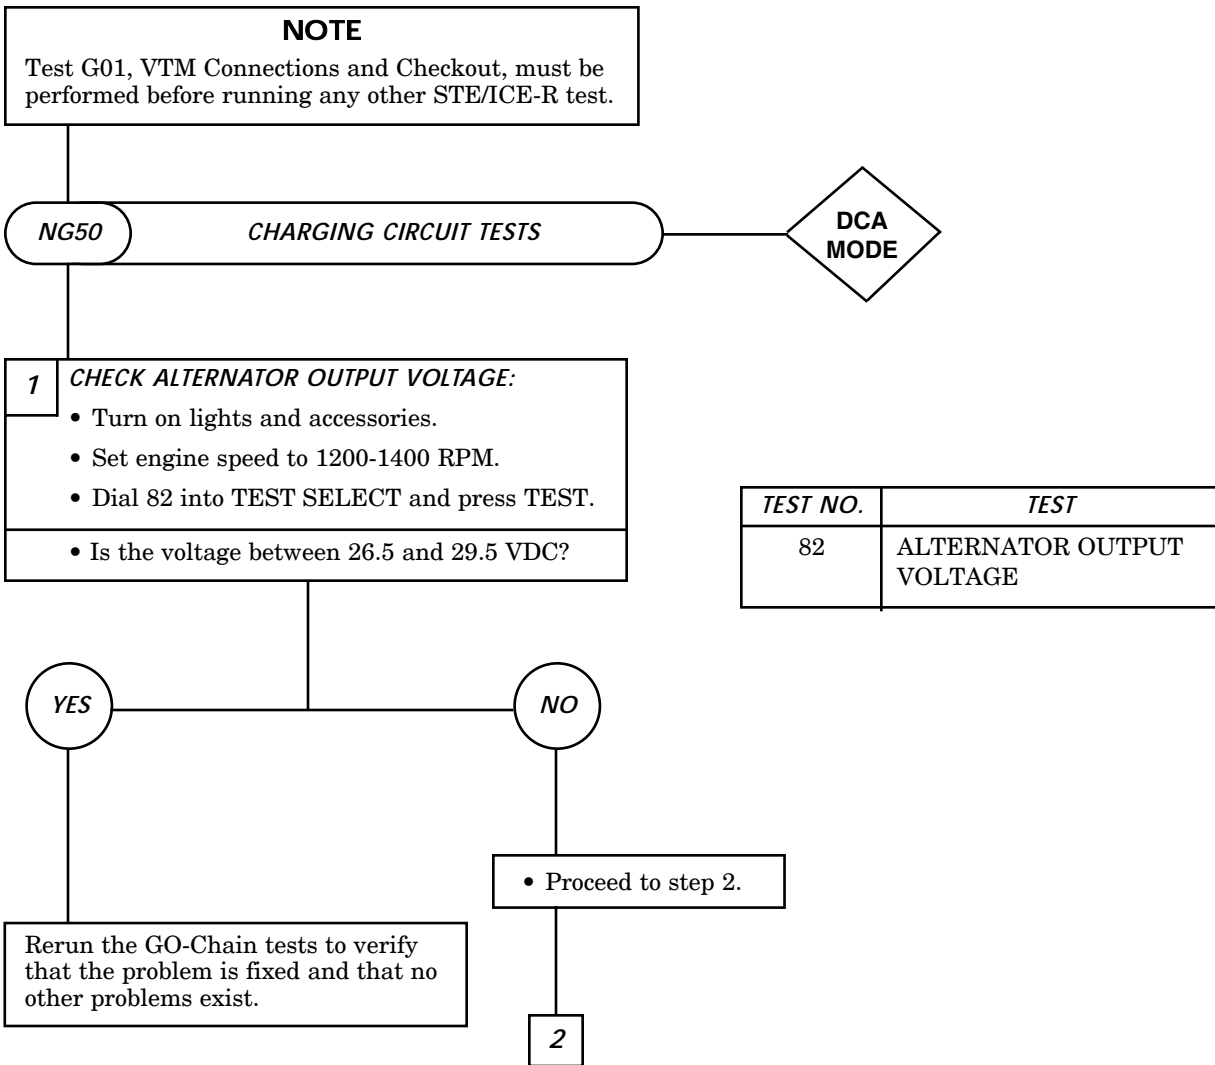 NOTE
Test G01, VTM Connections and Checkout, must be
performed before running any other STE/ICE-R test.
NG50
CHARGING CIRCUIT TESTS
DCA
MODE
1
CHECK ALTERNATOR OUTPUT VOLTAGE:
• Turn on lights and accessories.
• Set engine speed to 1200-1400 RPM.
• Dial 82 into TEST SELECT and press TEST.
• Is the voltage between 26.5 and 29.5 VDC?
TEST NO.
TEST
82
ALTERNATOR OUTPUT
VOLTAGE
YES
NO
• Proceed to step 2.
Rerun the GO-Chain tests to verify
that the problem is fixed and that no
other problems exist.
2